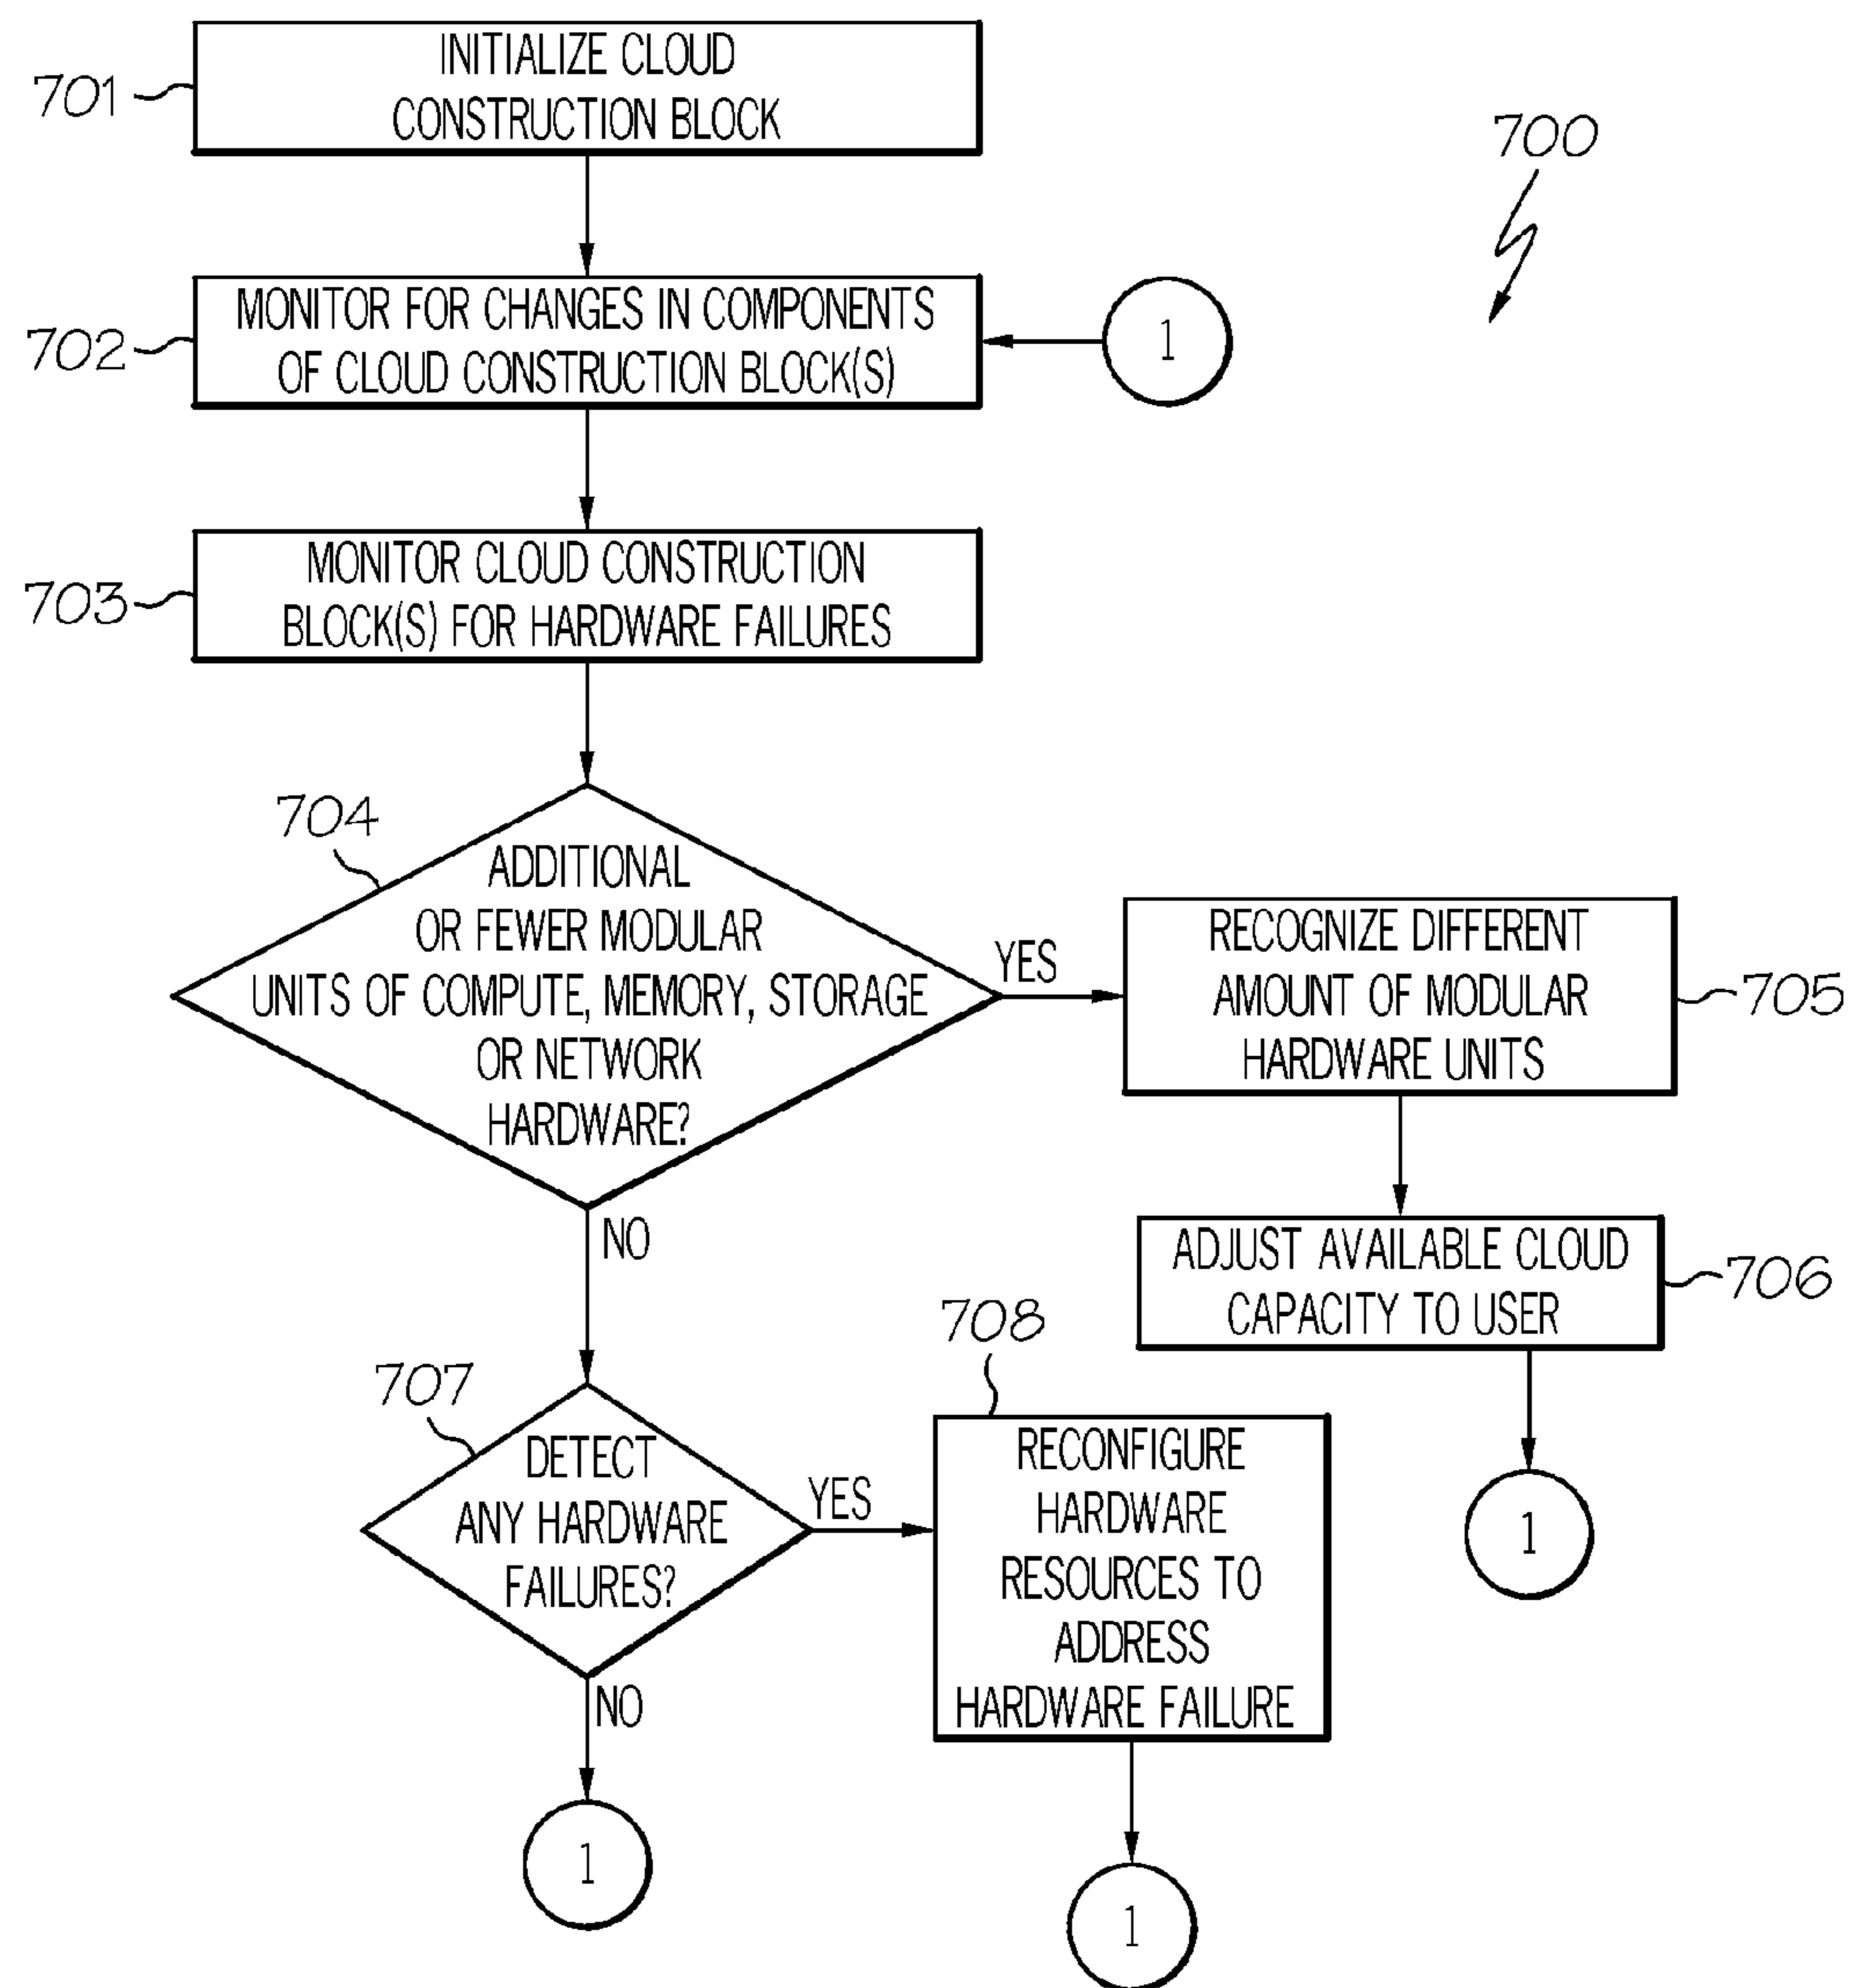 701
INITIALIZE CLOUD
CONSTRUCTION BLOCK
700
702
MONITOR FOR CHANGES IN COMPONENTS
OF CLOUD CONSTRUCTION BLOCK(S)
1
703
MONITOR CLOUD CONSTRUCTION
BLOCK(S) FOR HARDWARE FAILURES
704
ADDITIONAL
OR FEWER MODULAR
UNITS OF COMPUTE, MEMORY, STORAGE
OR NETWORK
HARDWARE?
YES
RECOGNIZE DIFFERENT
AMOUNT OF MODULAR
HARDWARE UNITS
705
NO
ADJUST AVAILABLE CLOUD
CAPACITY TO USER
706
1
707
DETECT
ANY HARDWARE
FAILURES?
YES
708
RECONFIGURE
HARDWARE
RESOURCES TO
ADDRESS
HARDWARE FAILURE
NO
1
1